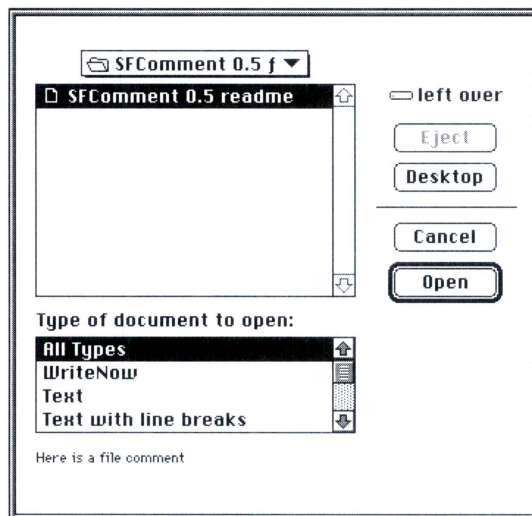 SFComment 0.5 ƒ
SFComment 0.5 readme
left over
Eject
Desktop
Cancel
Open
Type of document to open:
All Types
WriteNow
Text
Text with line breaks
Here is a file comment